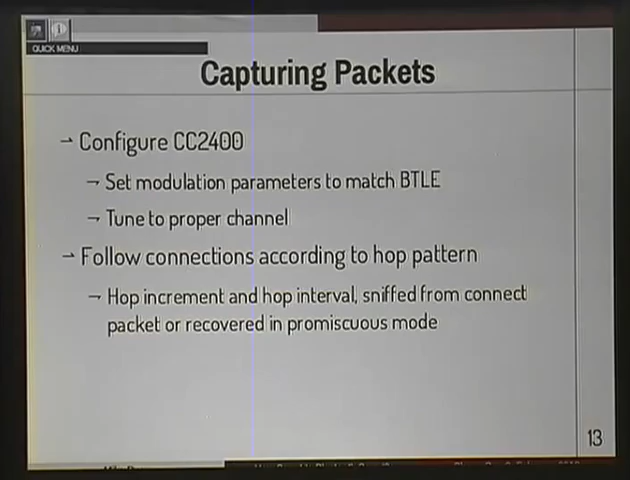 QUICK MENU
Capturing Packets
→ Configure CC2400
→ Set modulation parameters to match BTLE
→ Tune to proper channel
→ Follow connections according to hop pattern
→ Hop increment and hop interval, sniffed from connect
packet or recovered in promiscuous mode
13